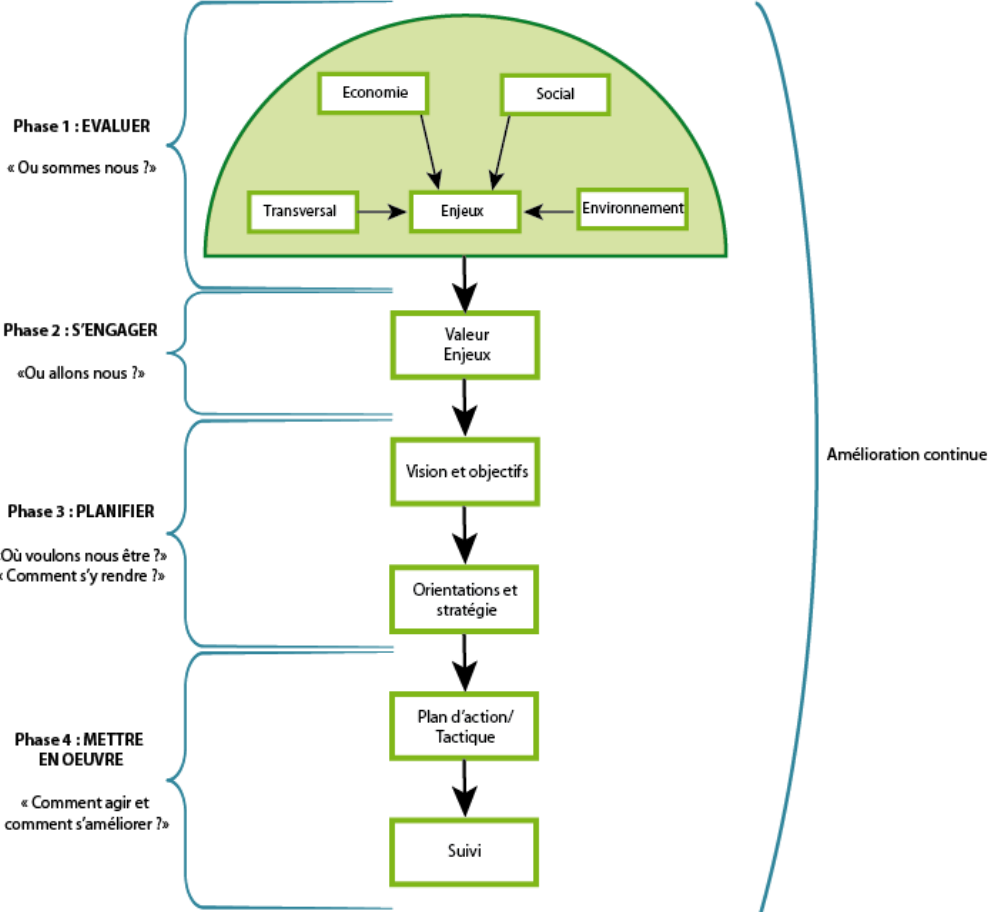 Phase 1 : EVALUER
« Ou sommes nous ?»
Economie
Social
Transversal
Enjeux
Environnement
Phase 2 : S'ENGAGER
«Ou allons nous ?»
Valeur
Enjeux
Phase 3 : PLANIFIER
«Où voulons nous être ?»
« Comment s'y rendre ?»
Vision et objectifs
Orientations et
stratégie
Amélioration continue
Phase 4 : METTRE
EN OEUVRE
« Comment agir et
comment s'améliorer ?»
Plan d'action/
Tactique
Suivi